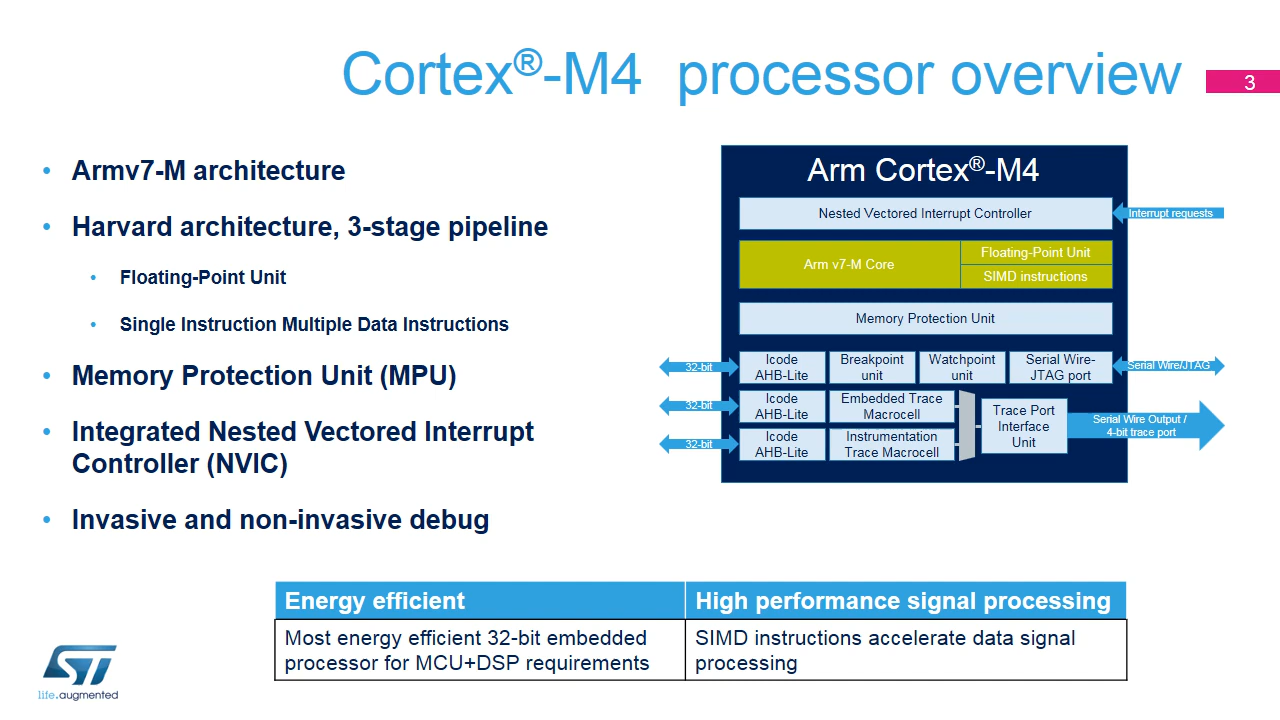 Cortex®-M4 processor overview
3
• Armv7-M architecture
• Harvard architecture, 3-stage pipeline
• Floating-Point Unit
• Single Instruction Multiple Data Instructions
• Memory Protection Unit (MPU)
• Integrated Nested Vectored Interrupt
Controller (NVIC)
• Invasive and non-invasive debug
Arm Cortex®-M4
Nested Vectored Interrupt Controller
Interrupt requests
Arm v7-M Core
Floating-Point Unit
SIMD instructions
Memory Protection Unit
32-bit
Icode
AHB-Lite
Breakpoint
unit
Watchpoint
unit
Serial Wire-
JTAG port
Serial Wire/JTAG
32-bit
Icode
AHB-Lite
Embedded Trace
Macrocell
32-bit
Icode
AHB-Lite
Instrumentation
Trace Macrocell
Trace Port
Interface
Unit
Serial Wire Output /
4-bit trace port
Energy efficient
High performance signal processing
Most energy efficient 32-bit embedded
processor for MCU+DSP requirements
SIMD instructions accelerate data signal
processing
ST
life.augmented